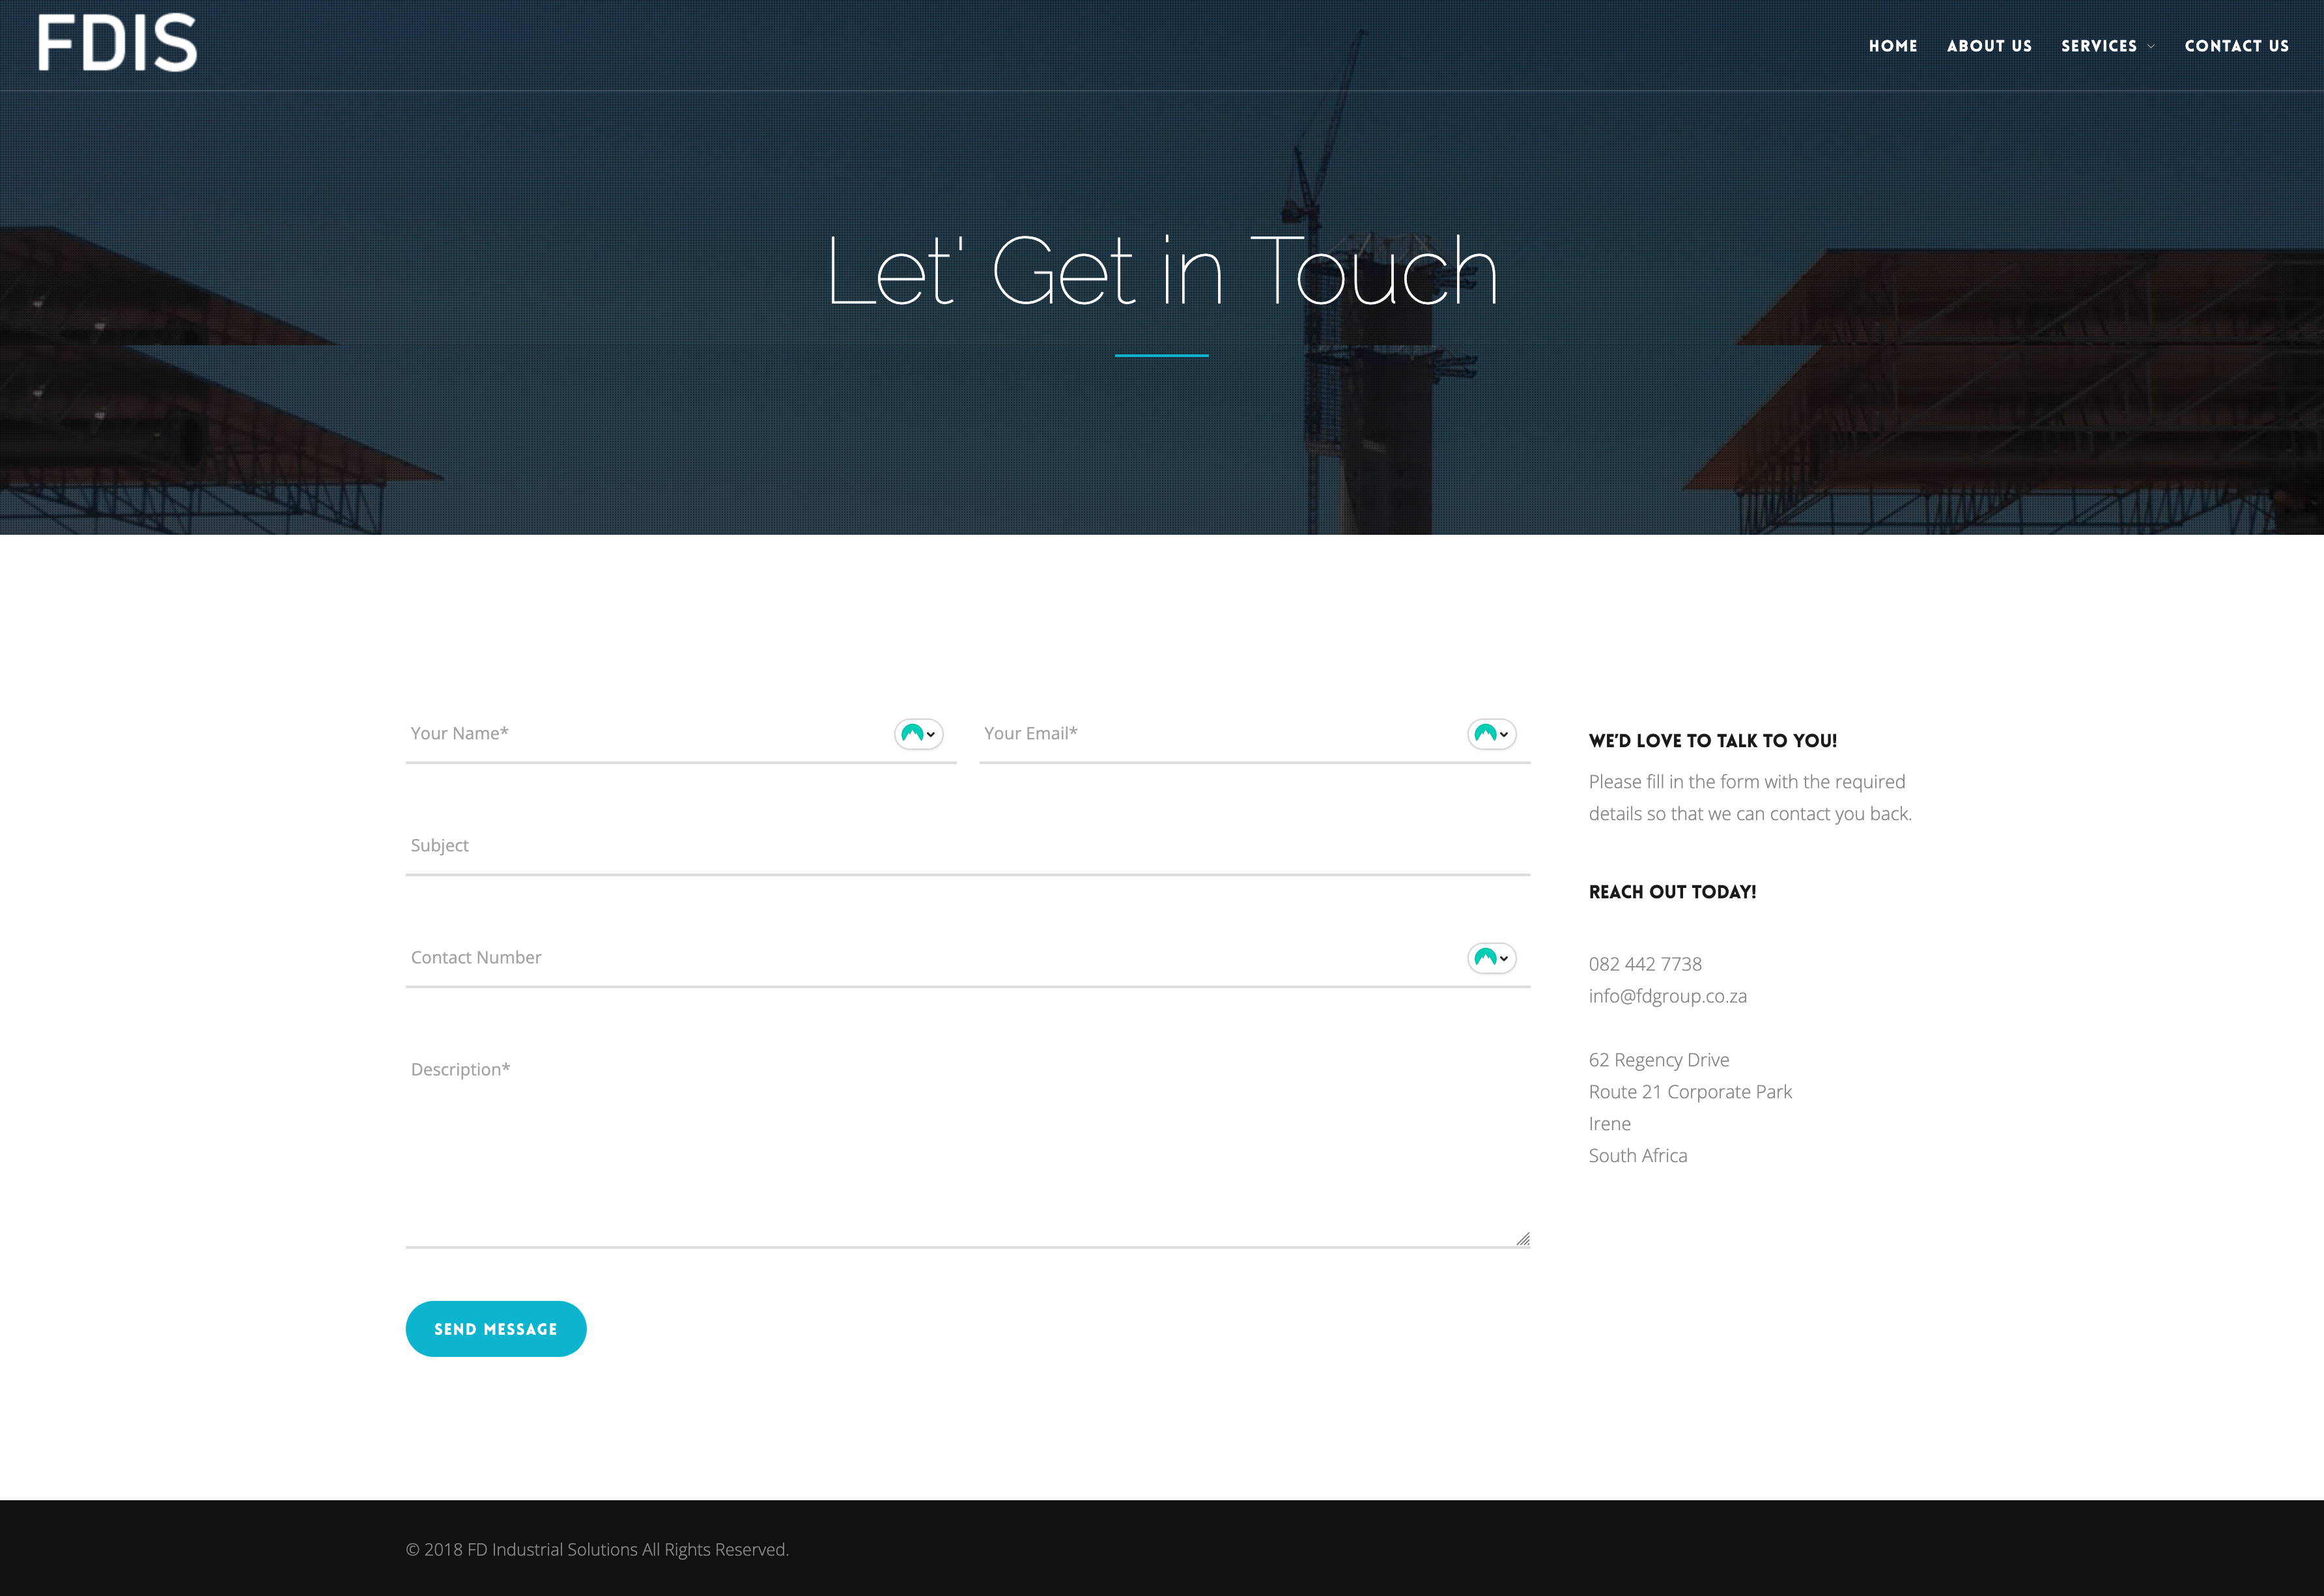 FDIS
HOME ABOUT US SERVICES CONTACT US
Let' Get in Touch
Your Name* Your Email*
Subject
Contact Number
Description*
SEND MESSAGE
WE'D LOVE TO TALK TO YOU!
Please fill in the form with the required
details so that we can contact you back.
REACH OUT TODAY!
082 442 7738
info@fdgroup.co.za
62 Regency Drive
Route 21 Corporate Park
Irene
South Africa
© 2018 FD Industrial Solutions All Rights Reserved.